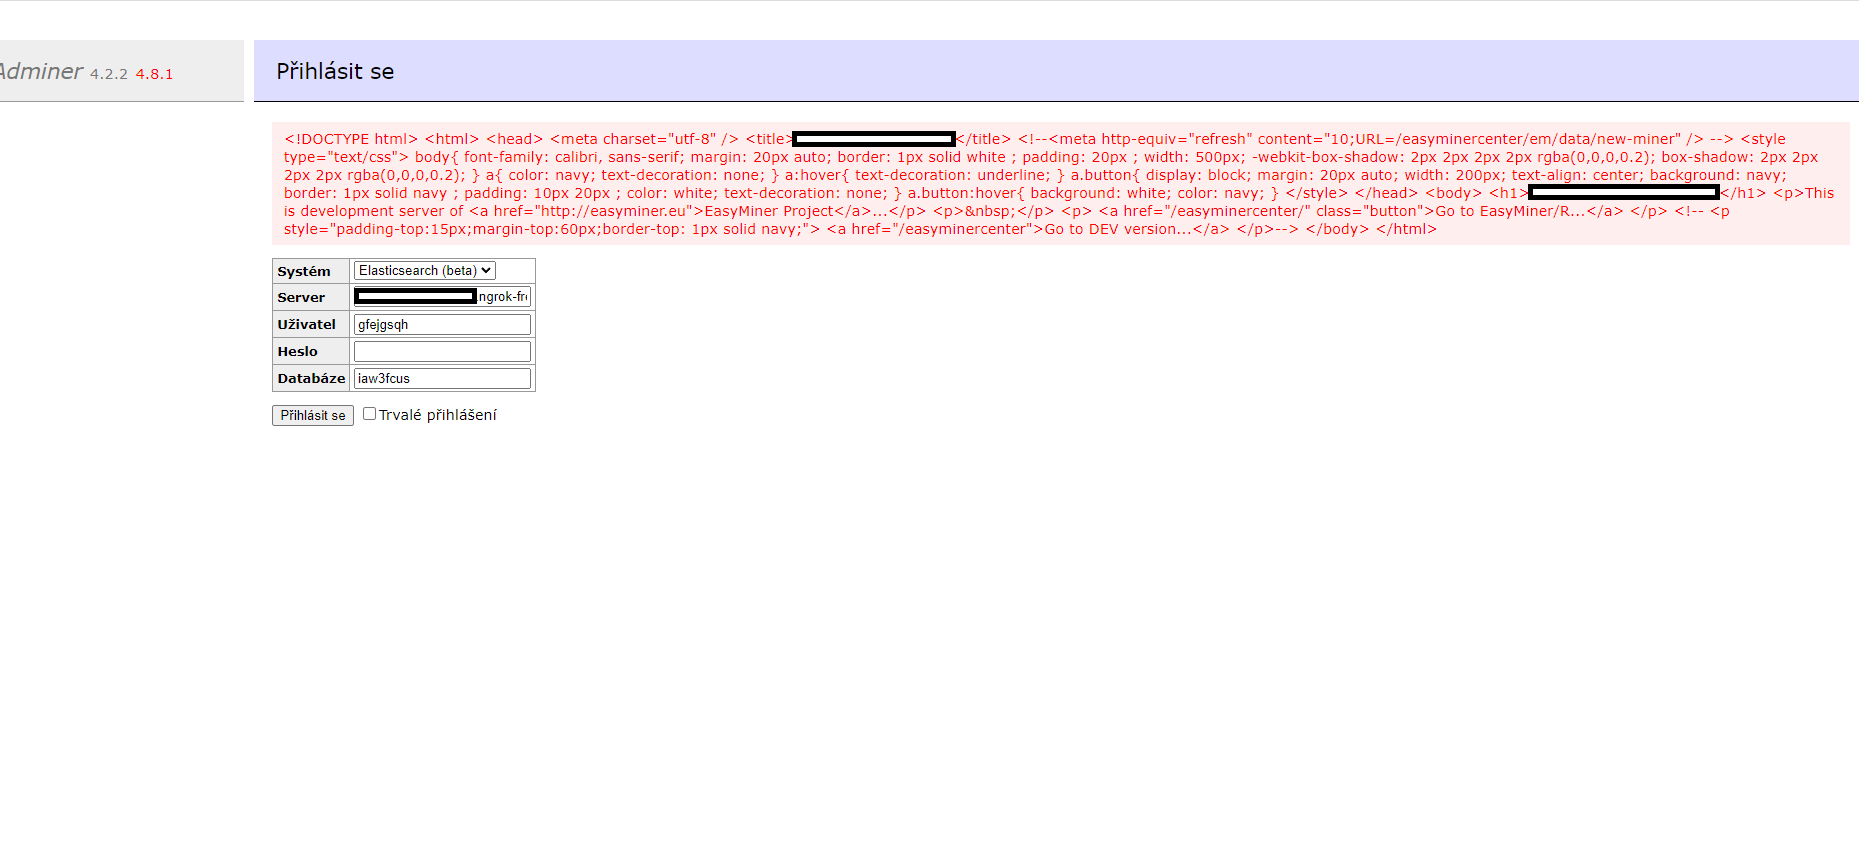 Adminer 4.2.2 4.8.1
Přihlásit se
<!DOCTYPE html> <html> <head> <meta charset="utf-8" /> <title></title> <!--<meta http-equiv="refresh" content="10;URL=/easyminercenter/em/data/new-miner" /> --> <style
type="text/css"> body{ font-family: calibri, sans-serif; margin: 20px auto; border: 1px solid white ; padding: 20px ; width: 500px; -webkit-box-shadow: 2px 2px 2px 2px rgba(0,0,0,0.2); box-shadow: 2px 2px
2px 2px rgba(0,0,0,0.2); } a{ color: navy; text-decoration: none; } a:hover{ text-decoration: underline; } a.button{ display: block; margin: 20px auto; width: 200px; text-align: center; background: navy;
border: 1px solid navy ; padding: 10px 20px ; color: white; text-decoration: none; } a.button:hover{ background: white; color: navy; } </style> </head> <body> <h1></h1> <p>This
is development server of <a href="http://easyminer.eu">EasyMiner Project</a>...</p> <p>&nbsp;</p> <p> <a href="/easyminercenter/" class="button">Go to EasyMiner/R...</a> </p> <!-- <p
style="padding-top:15px;margin-top:60px;border-top: 1px solid navy;"> <a href="/easyminercenter">Go to DEV version...</a> </p>--> </body> </html>
Systém Elasticsearch (beta)
Server .ngrok-fr
Uživatel gfejgsqh
Heslo
Databáze iaw3fcus
Přihlásit se Trvalé přihlášení